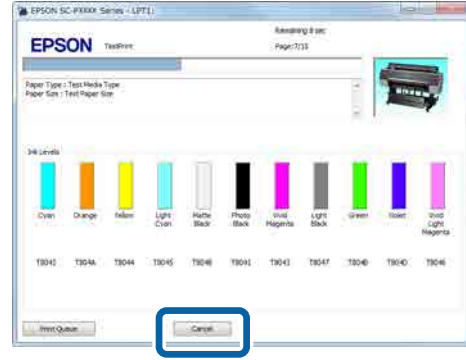 EPSON SC-PXXXX Series - LPT1:
EPSON TestPrint
Remaining 8 sec
Page:7/15
Paper Type : Test Media Type
Paper Size : Test Paper Size
Ink Levels
Cyan Orange Yellow Light Cyan Matte Black Photo Black Vivid Magenta Light Black Green Violet Vivid Light Magenta
T8042 T804A T8044 T8045 T8048 T8041 T8043 T8047 T804B T804D T8046
Print Queue Cancel